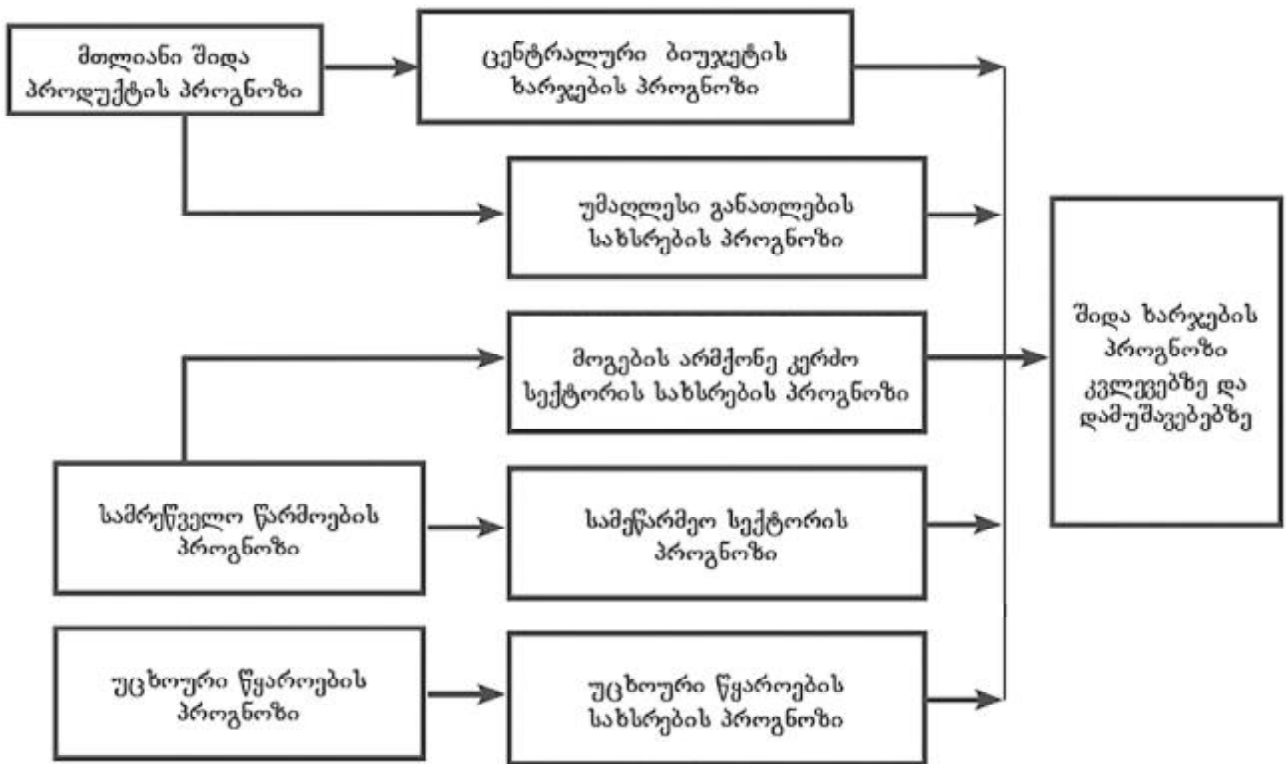 მთლიანი შიდა
პროდუქტის პროგნოზი
ცენტრალური ბიუჯეტის
ხარჯების პროგნოზი
უმაღლესი განათლების
სახსრების პროგნოზი
მოგების არმქონე კერძო
სექტორის სახსრების პროგნოზი
სამრეწველო წარმოების
პროგნოზი
სამეწარმეო სექტორის
პროგნოზი
უცხოური წყაროების
პროგნოზი
უცხოური წყაროების
სახსრების პროგნოზი
შიდა ხარჯების
პროგნოზი
კვლევებზე და
დამუშავებებზე